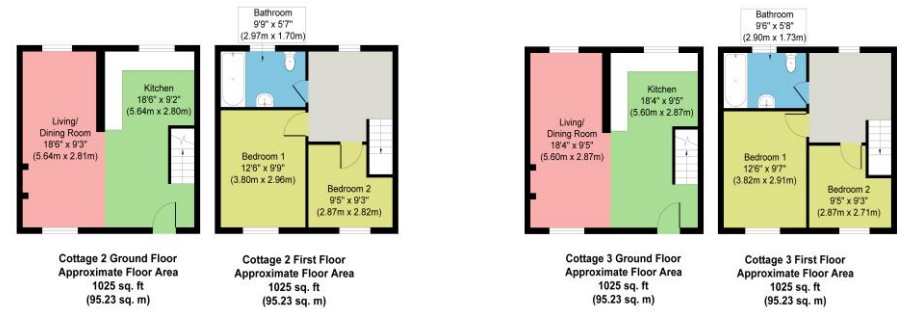 Bathroom
9'9" x 5'7"
(2.97m x 1.70m)
Kitchen
18'6" x 9'2"
(5.64m x 2.80m)
Living/
Dining Room
18'6" x 9'3"
(5.64m x 2.81m)
Bedroom 1
12'6" x 9'9"
(3.80m x 2.96m)
Bedroom 2
9'5" x 9'3"
(2.87m x 2.82m)
Cottage 2 Ground Floor
Approximate Floor Area
1025 sq. ft
(95.23 sq. m)
Cottage 2 First Floor
Approximate Floor Area
1025 sq. ft
(95.23 sq. m)
Bathroom
9'6" x 5'8"
(2.90m x 1.73m)
Kitchen
18'4" x 9'5"
(5.60m x 2.87m)
Living/
Dining Room
18'4" x 9'5"
(5.60m x 2.87m)
Bedroom 1
12'6" x 9'7"
(3.82m x 2.91m)
Bedroom 2
9'5" x 9'3"
(2.87m x 2.71m)
Cottage 3 Ground Floor
Approximate Floor Area
1025 sq. ft
(95.23 sq. m)
Cottage 3 First Floor
Approximate Floor Area
1025 sq. ft
(95.23 sq. m)